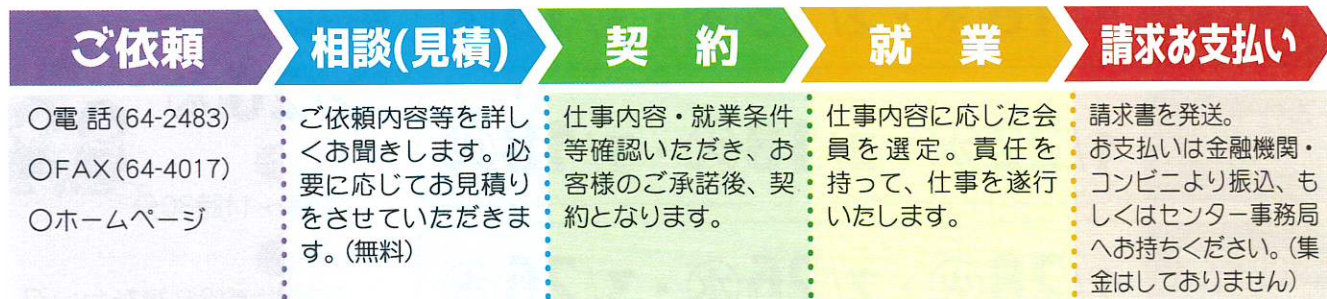 ご依頼
相談(見積)
契 約
就 業
請求お支払い
〇電 話(64-2483)
〇FAX(64-4017)
〇ホームページ
ご依頼内容等を詳し
くお聞きします。必
要に応じてお見積り
をさせていただきま
す。(無料)
仕事内容・就業条件
等確認いただき、お
客様のご承諾後、契
約となります。
仕事内容に応じた会
員を選定。責任を
持って、仕事を遂行
いたします。
請求書を発送。
お支払いは金融機関・
コンビニより振込、も
しくはセンター事務局
へお持ちください。(集
金はしておりません)